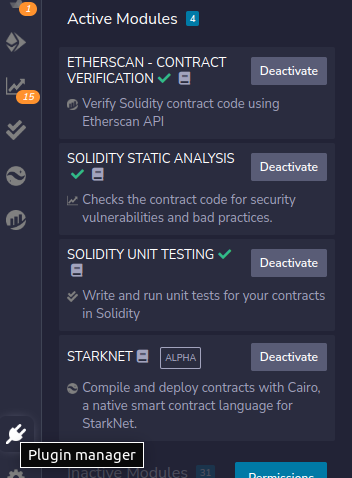 1
Active Modules 4
ETHERSCAN - CONTRACT
VERIFICATION
Deactivate
Verify Solidity contract code using
Etherscan API
15
SOLIDITY STATIC ANALYSIS
Deactivate
Checks the contract code for security
vulnerabilities and bad practices.
SOLIDITY UNIT TESTING
Deactivate
Write and run unit tests for your contracts
in Solidity
STARKNET ALPHA
Deactivate
Compile and deploy contracts with Cairo,
a native smart contract language for
StarkNet.
Plugin manager
Inactive Modules 31
Permissions